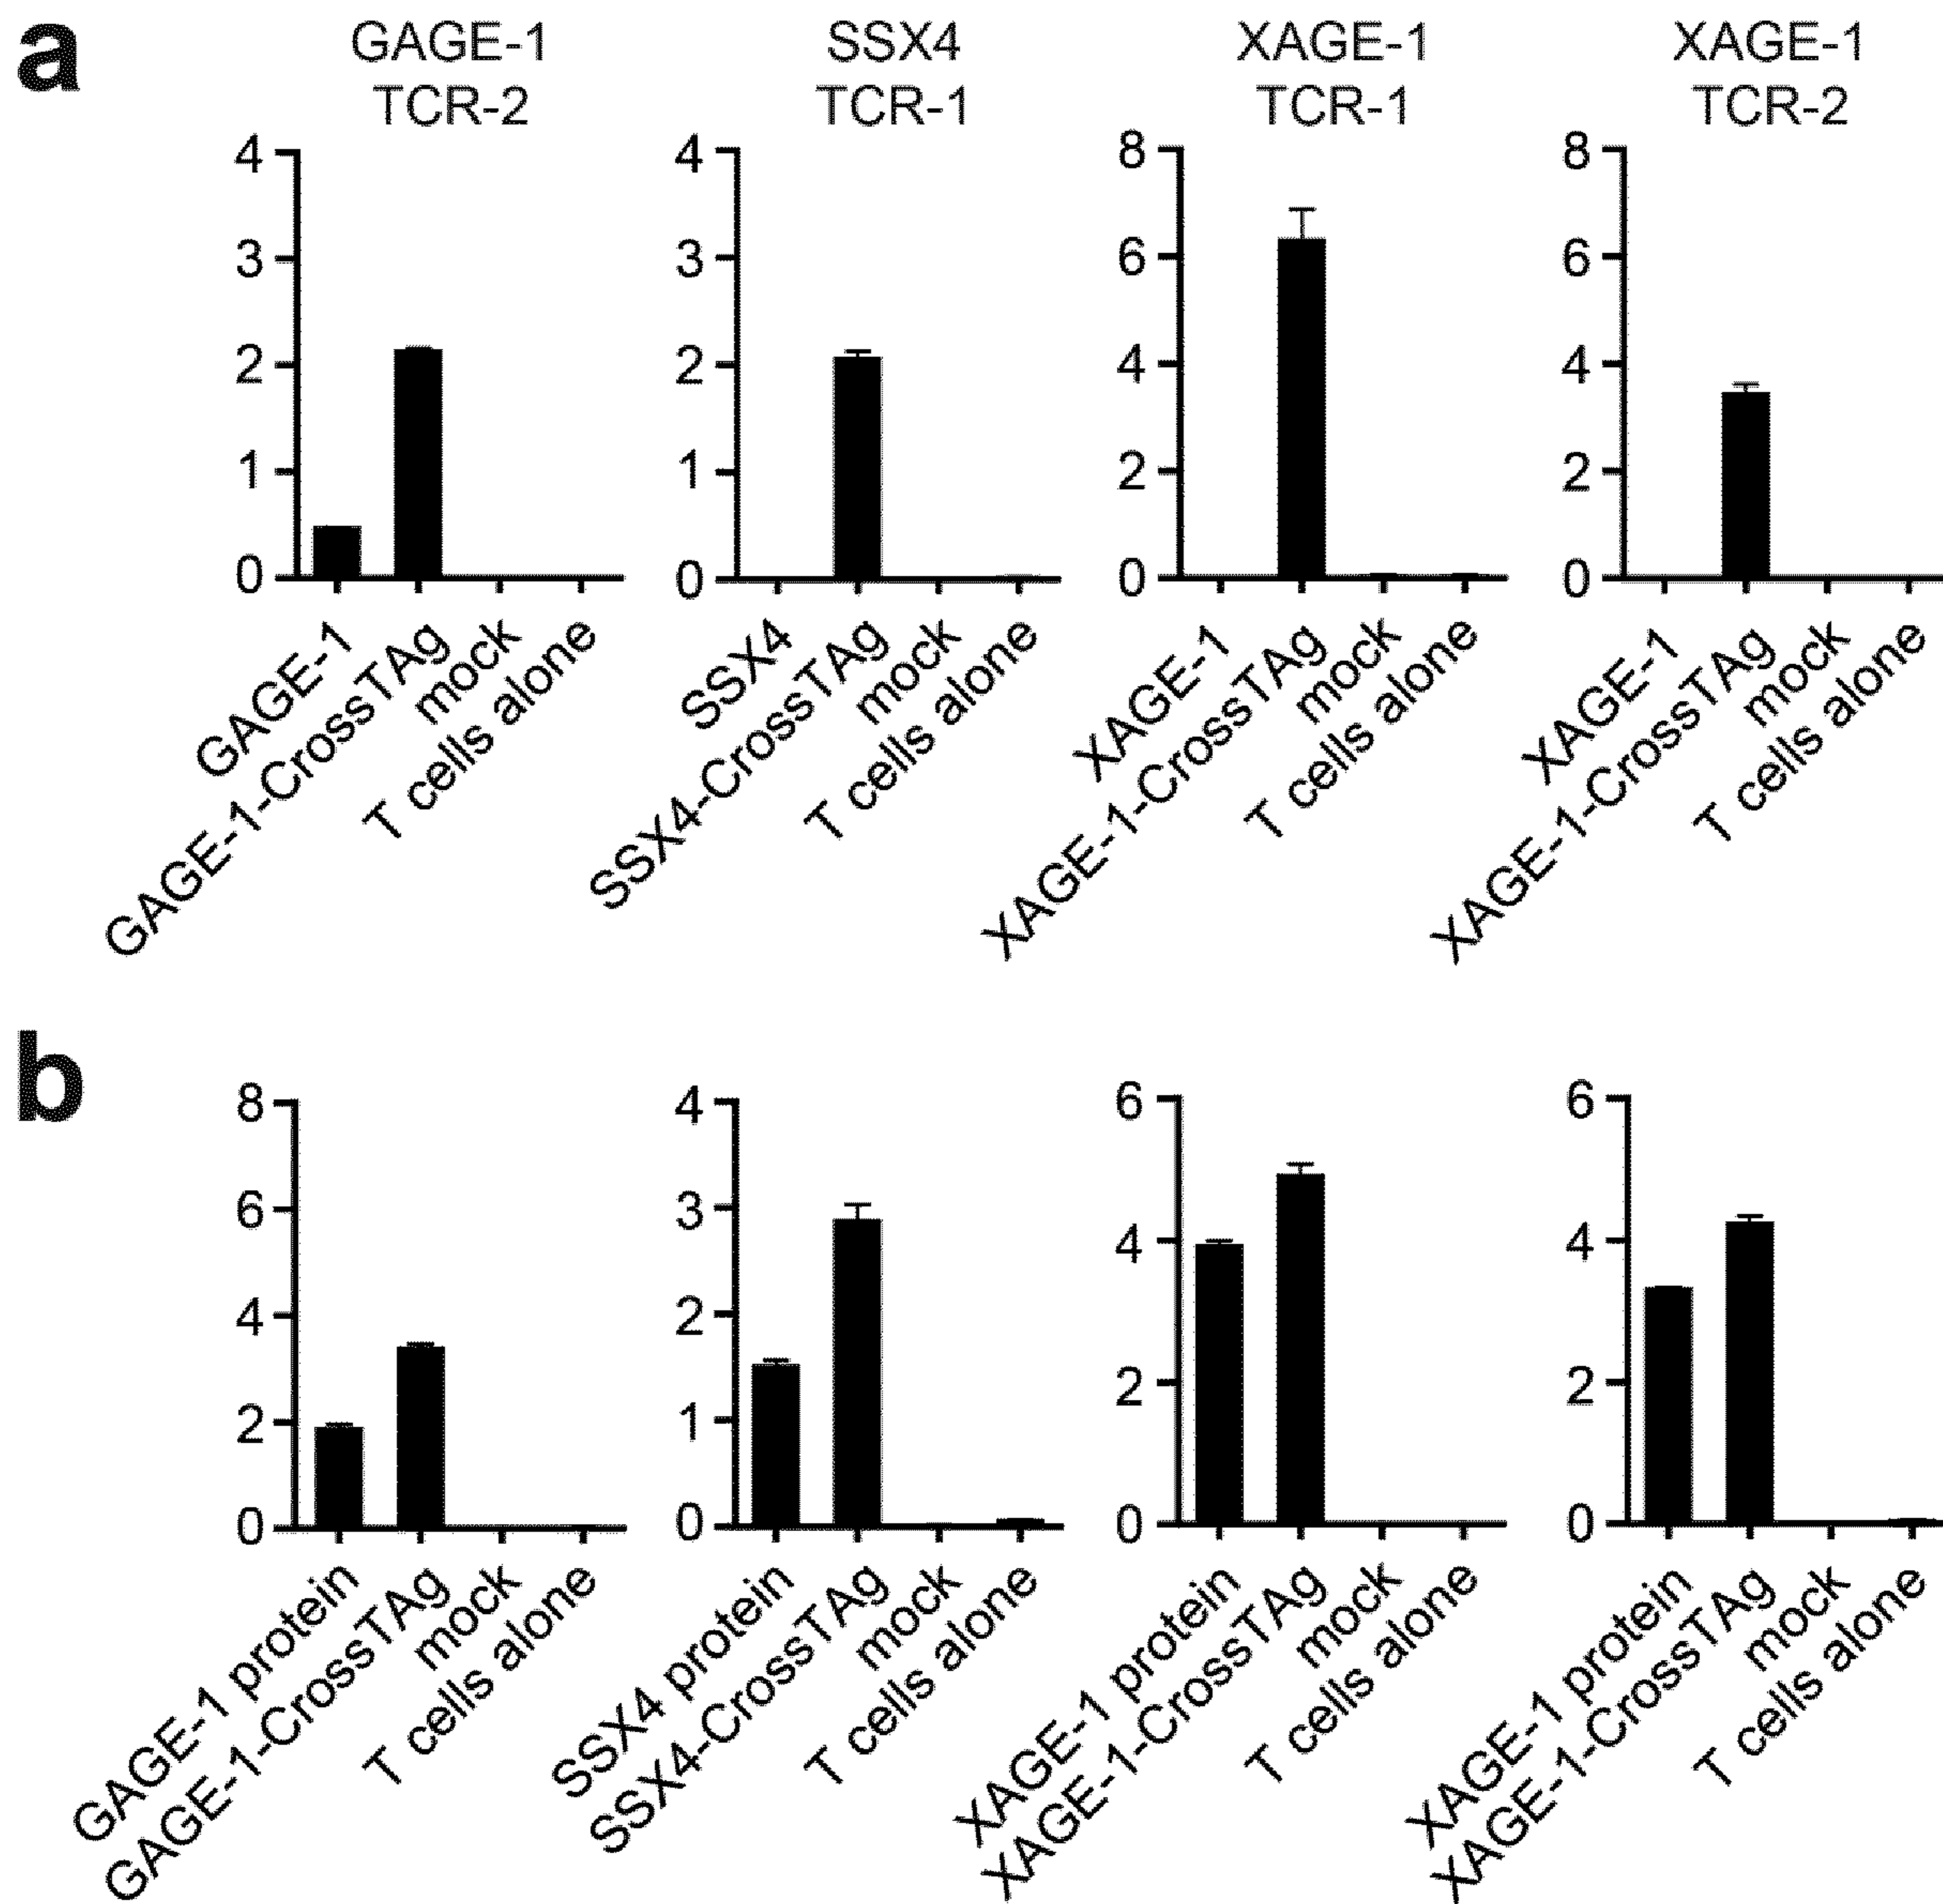 a
GAGE-1
TCR-2
SSX4
TCR-1
XAGE-1
TCR-1
XAGE-1
TCR-2
4
3
2
1
0
GAGE-1
GAGE-1-CrossTAg
mock
T cells alone
4
3
2
1
0
SSX4
SSX4-CrossTAg
mock
T cells alone
8
6
4
2
0
XAGE-1
XAGE-1-CrossTAg
mock
T cells alone
8
6
4
2
0
XAGE-1
XAGE-1-CrossTAg
mock
T cells alone
b
8
6
4
2
0
GAGE-1 protein
GAGE-1-CrossTAg
mock
T cells alone
4
3
2
1
0
SSX4 protein
SSX4-CrossTAg
mock
T cells alone
6
4
2
0
XAGE-1 protein
XAGE-1-CrossTAg
mock
T cells alone
6
4
2
0
XAGE-1 protein
XAGE-1-CrossTAg
mock
T cells alone